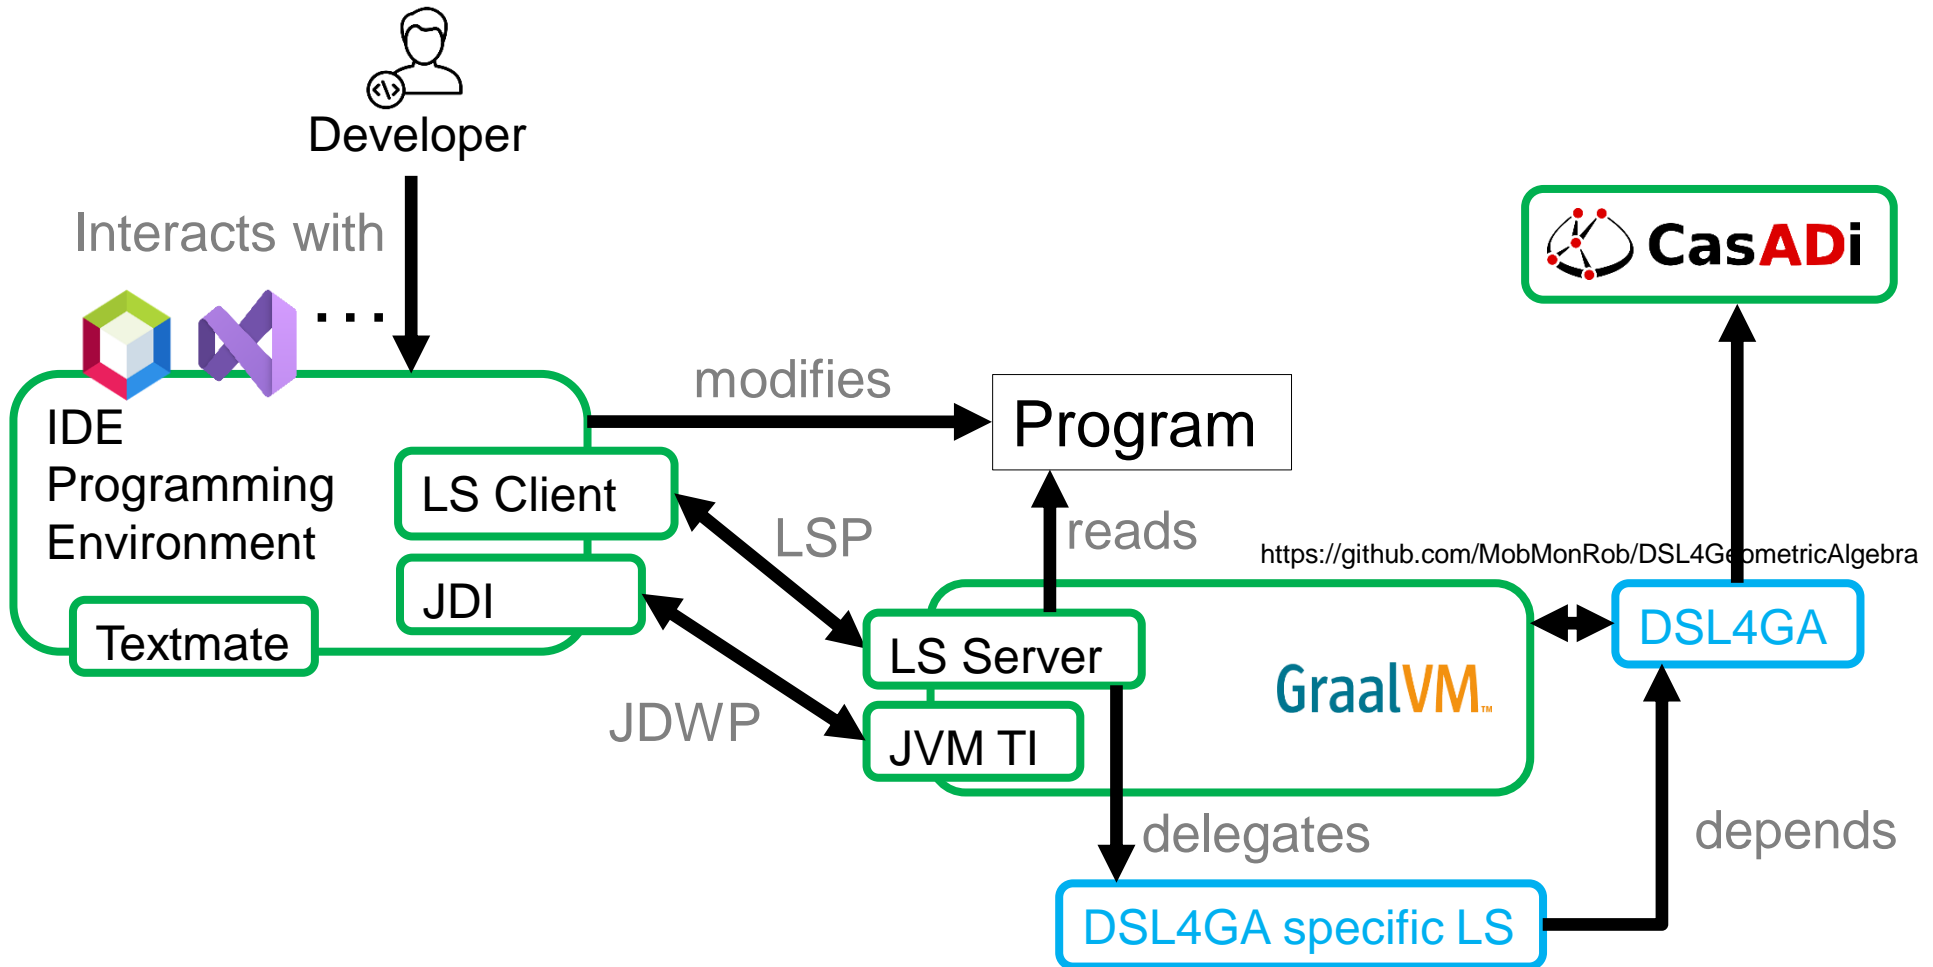 </>
Developer
Interacts with
...
CasADi
modifies
IDE
Programming
Environment
Program
LS Client
LSP
reads
https://github.com/MobMonRob/DSL4GeometricAlgebra
JDI
DSL4GA
Textmate
LS Server
GraalVM™
JDWP
JVM TI
delegates
depends
DSL4GA specific LS